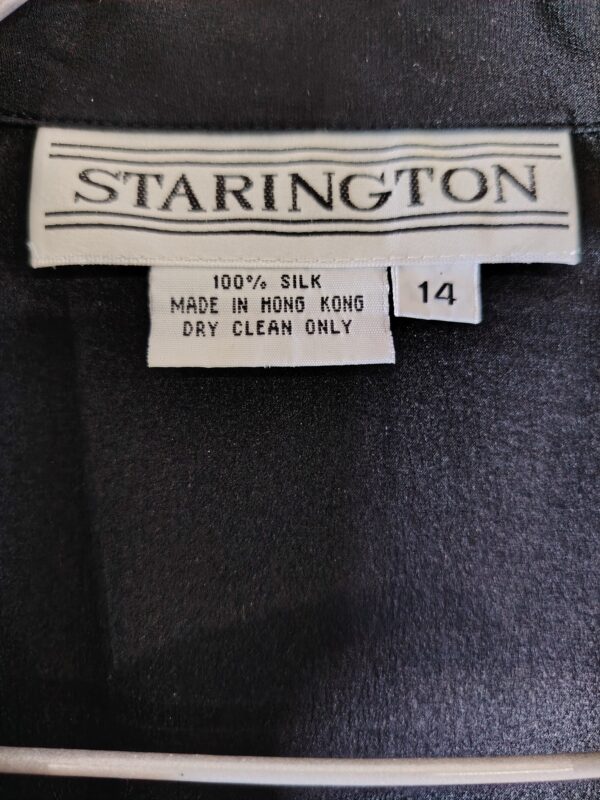 STARINGTON
100% SILK
MADE IN HONG KONG
DRY CLEAN ONLY
14